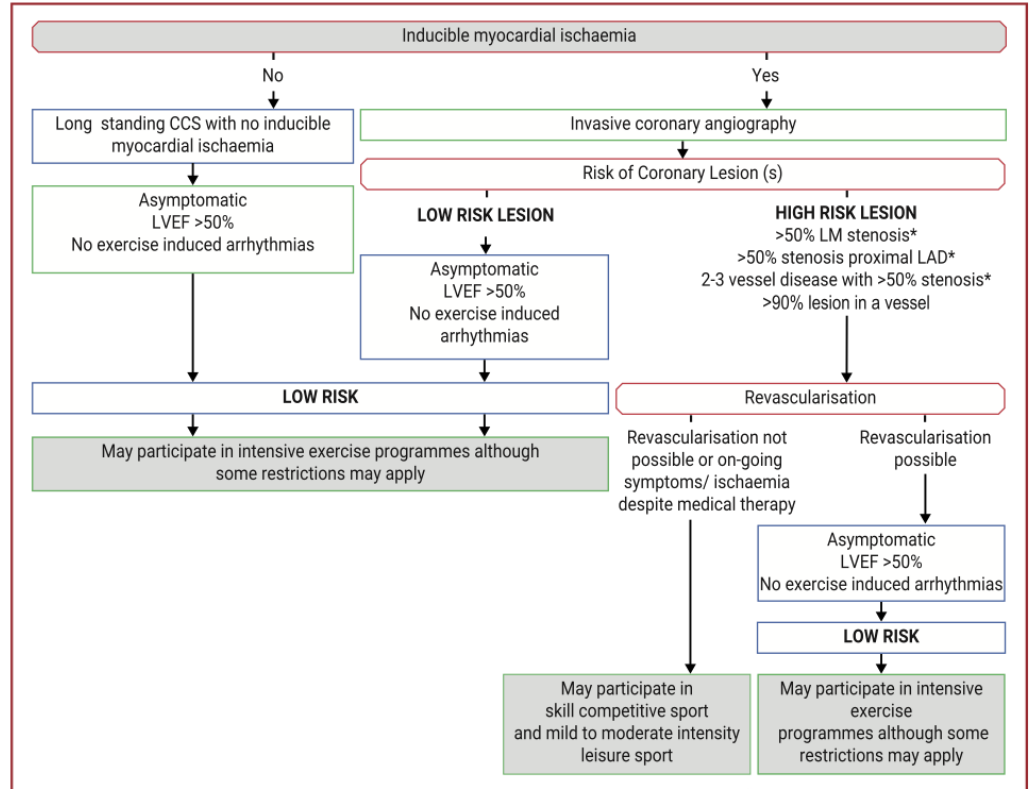 Inducible myocardial ischaemia
No
Yes
Long standing CCS with no inducible
myocardial ischaemia
Invasive coronary angiography
Risk of Coronary Lesion (s)
Asymptomatic
LVEF >50%
No exercise induced arrhythmias
LOW RISK LESION
HIGH RISK LESION
>50% LM stenosis*
>50% stenosis proximal LAD*
2-3 vessel disease with >50% stenosis*
>90% lesion in a vessel
Asymptomatic
LVEF >50%
No exercise induced
arrhythmias
LOW RISK
May participate in intensive exercise programmes although
some restrictions may apply
Revascularisation
Revascularisation not
possible or on-going
symptoms/ ischaemia
despite medical therapy
Revascularisation
possible
Asymptomatic
LVEF >50%
No exercise induced arrhythmias
LOW RISK
May participate in
skill competitive sport
and mild to moderate intensity
leisure sport
May participate in intensive
exercise
programmes although some
restrictions may apply